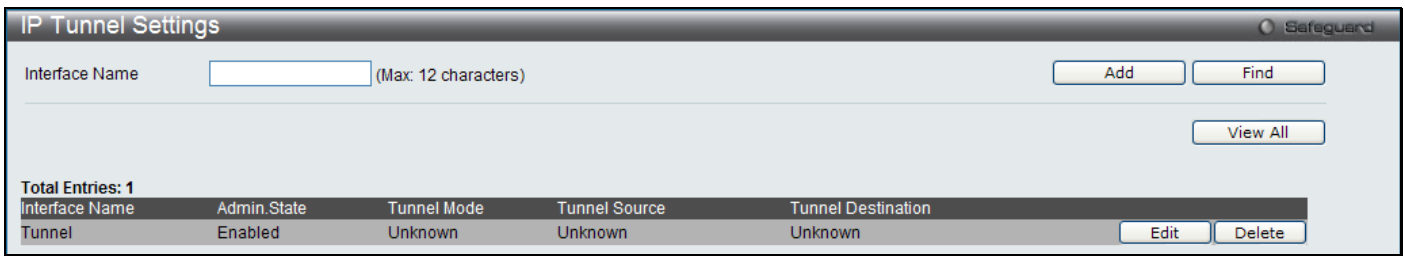 IP Tunnel Settings Safeguard
Interface Name (Max: 12 characters) Add Find
View All
Total Entries: 1
Interface Name Admin.State Tunnel Mode Tunnel Source Tunnel Destination
Tunnel Enabled Unknown Unknown Unknown Edit Delete